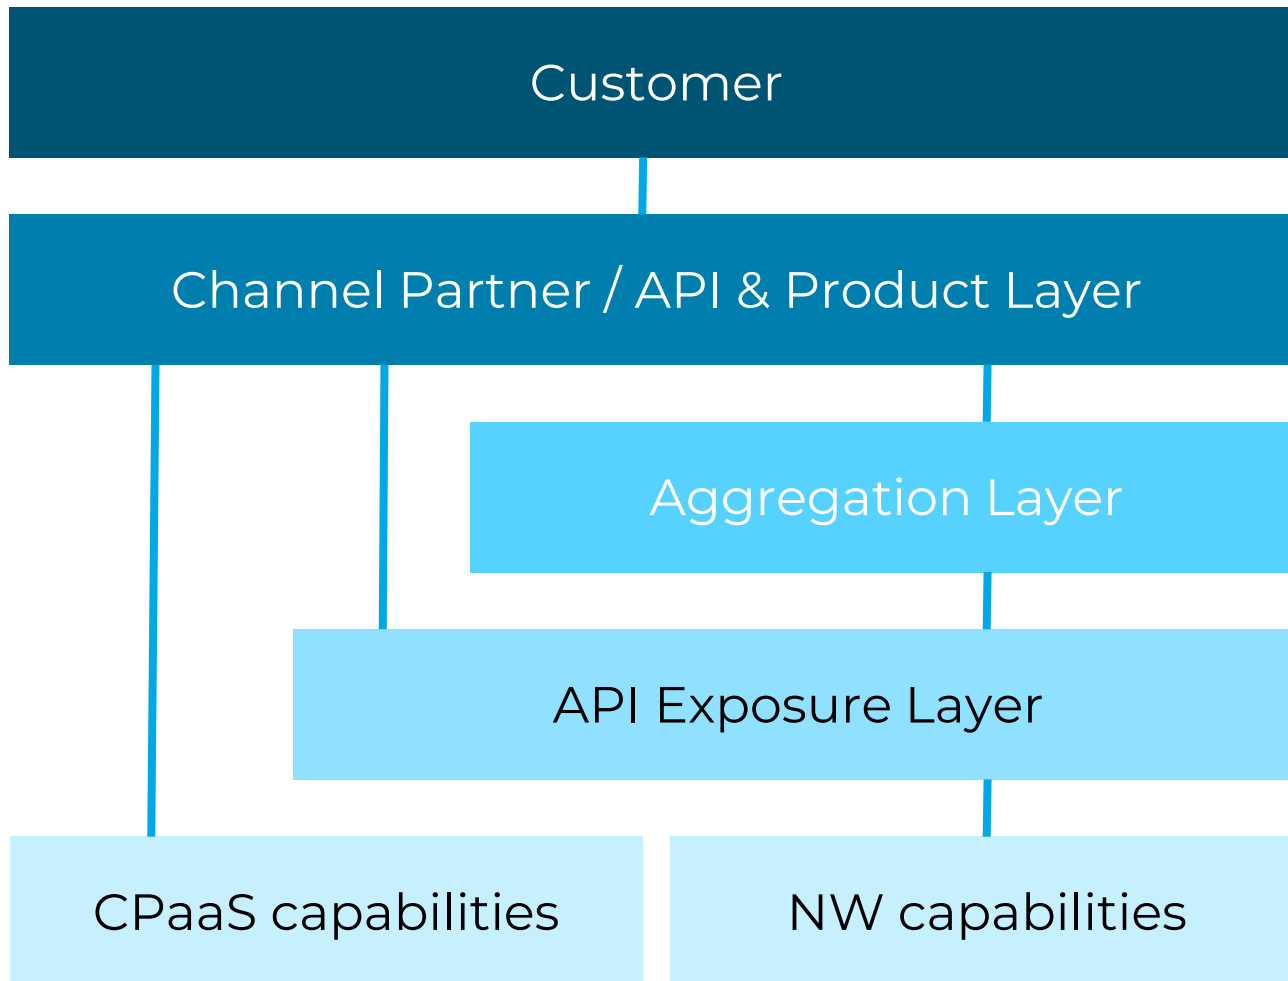 Customer
Channel Partner / API & Product Layer
Aggregation Layer
API Exposure Layer
CPaaS capabilities
NW capabilities